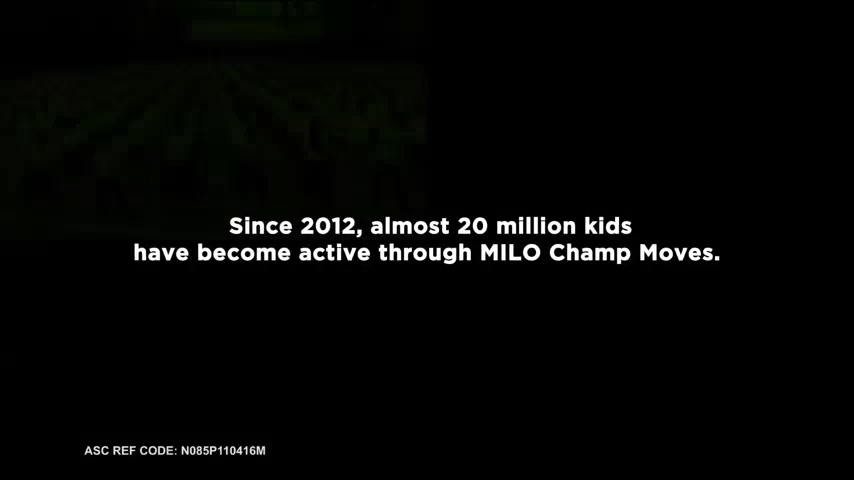 Since 2012, almost 20 million kids
have become active through MILO Champ Moves.
ASC REF CODE: N085P110416M